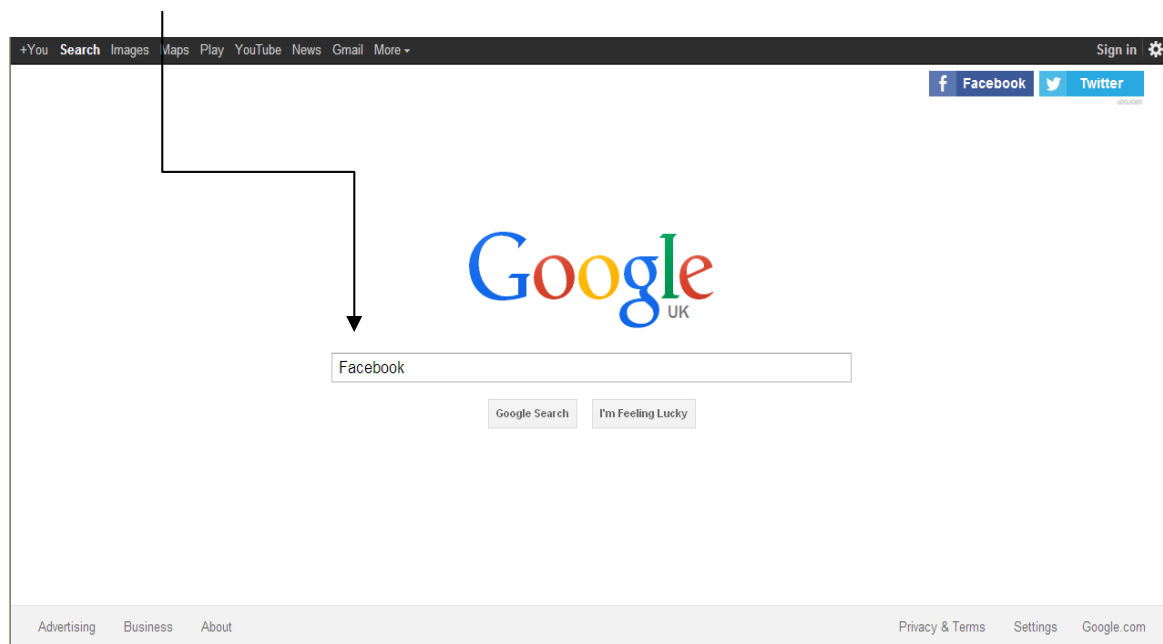 +You Search Images Maps Play YouTube News Gmail More Sign in
f Facebook Twitter
Google
UK
Facebook
Google Search I'm Feeling Lucky
Advertising Business About Privacy & Terms Settings Google.com